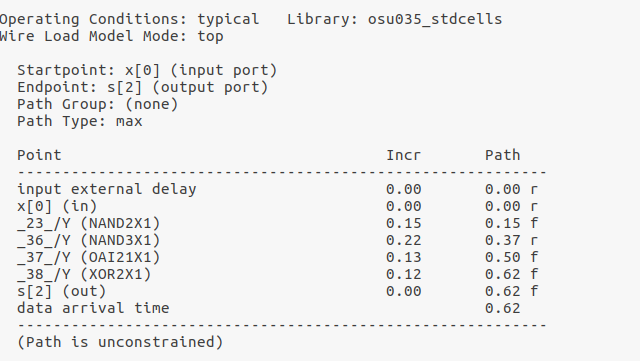 Operating Conditions: typical   Library: osu035_stdcells
Wire Load Model Mode: top
Startpoint: x[0] (input port)
Endpoint: s[2] (output port)
Path Group: (none)
Path Type: max
Point                                    Incr       Path
-----------------------------------------------------------
input external delay                     0.00       0.00 r
x[0] (in)                                0.00       0.00 r
_23_/Y (NAND2X1)                         0.15       0.15 f
_36_/Y (NAND3X1)                         0.22       0.37 r
_37_/Y (OAI21X1)                         0.13       0.50 f
_38_/Y (XOR2X1)                          0.12       0.62 f
s[2] (out)                               0.00       0.62 f
data arrival time                                   0.62
-----------------------------------------------------------
(Path is unconstrained)